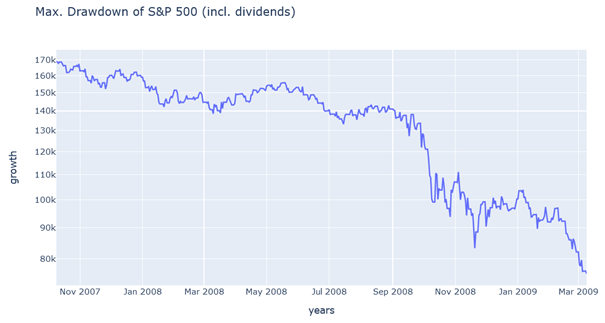 Max. Drawdown of S&P 500 (incl. dividends)
170k
160k
150k
140k
130k
120k
110k
100k
90k
80k
growth
Nov 2007 Jan 2008 Mar 2008 May 2008 Jul 2008 Sep 2008 Nov 2008 Jan 2009 Mar 2009
years